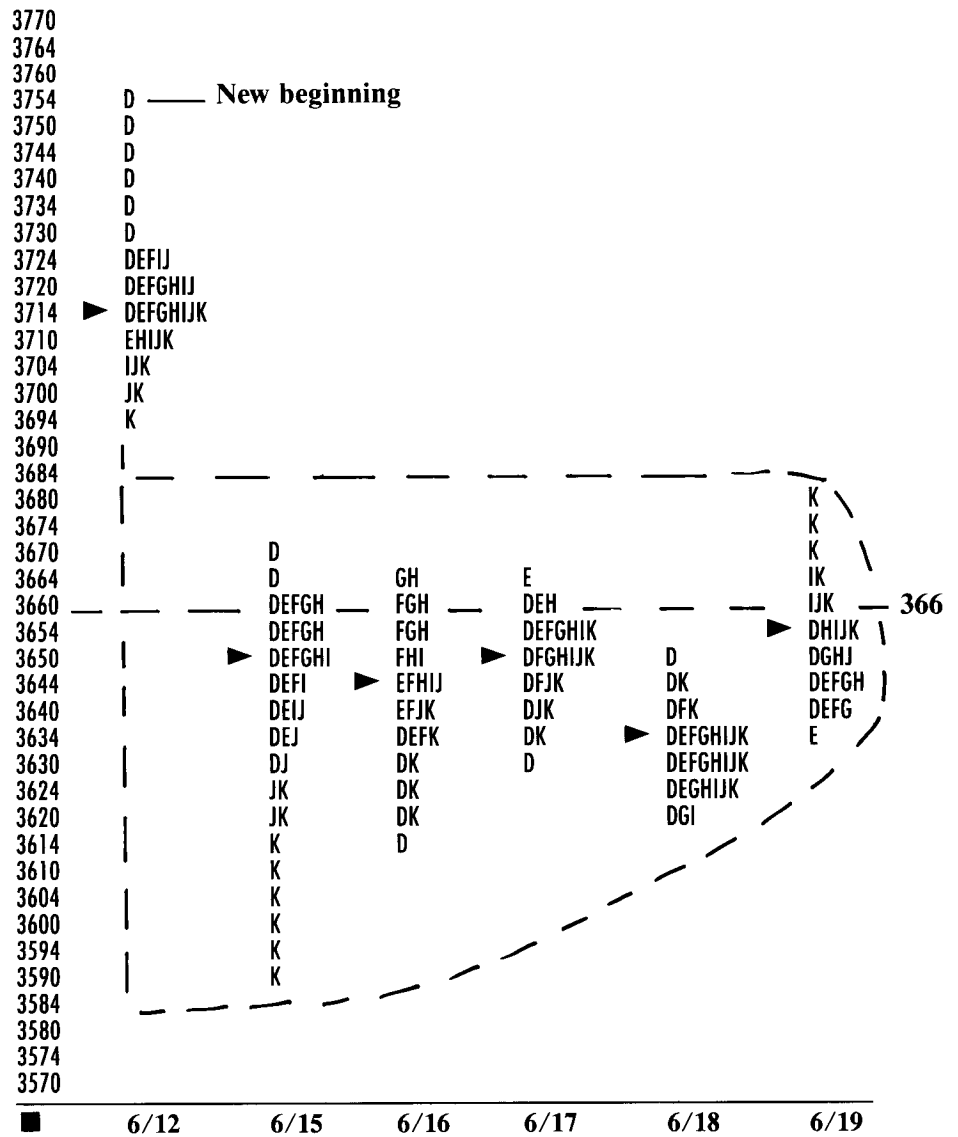 3770
3764
3760
3754 D New beginning
3750 D
3744 D
3740 D
3734 D
3730 D
3724 DEFIJ
3720 DEFGHIJ
3714 DEFGHIJK
3710 EHIJK
3704 IJK
3700 JK
3694 K
3690
3684
3680 K
3674 K
3670 D K
3664 D GH E IK
3660 DEFGH FGH DEH IJK 366
3654 DEFGH FGH DEFGHIK DHIJK
3650 DEFGHI FHI DFGHIJK D DGHJ
3644 DEFI EFHIJ DFJK DK DEFGH
3640 DEIJ EFJK DJK DFK DEFG
3634 DEJ DEFK DK DEFGHIJK E
3630 DJ DK D DEFGHIJK
3624 JK DK DEGHIJK
3620 JK DK DGI
3614 K D
3610 K
3604 K
3600 K
3594 K
3590 K
3584
3580
3574
3570
6/12 6/15 6/16 6/17 6/18 6/19